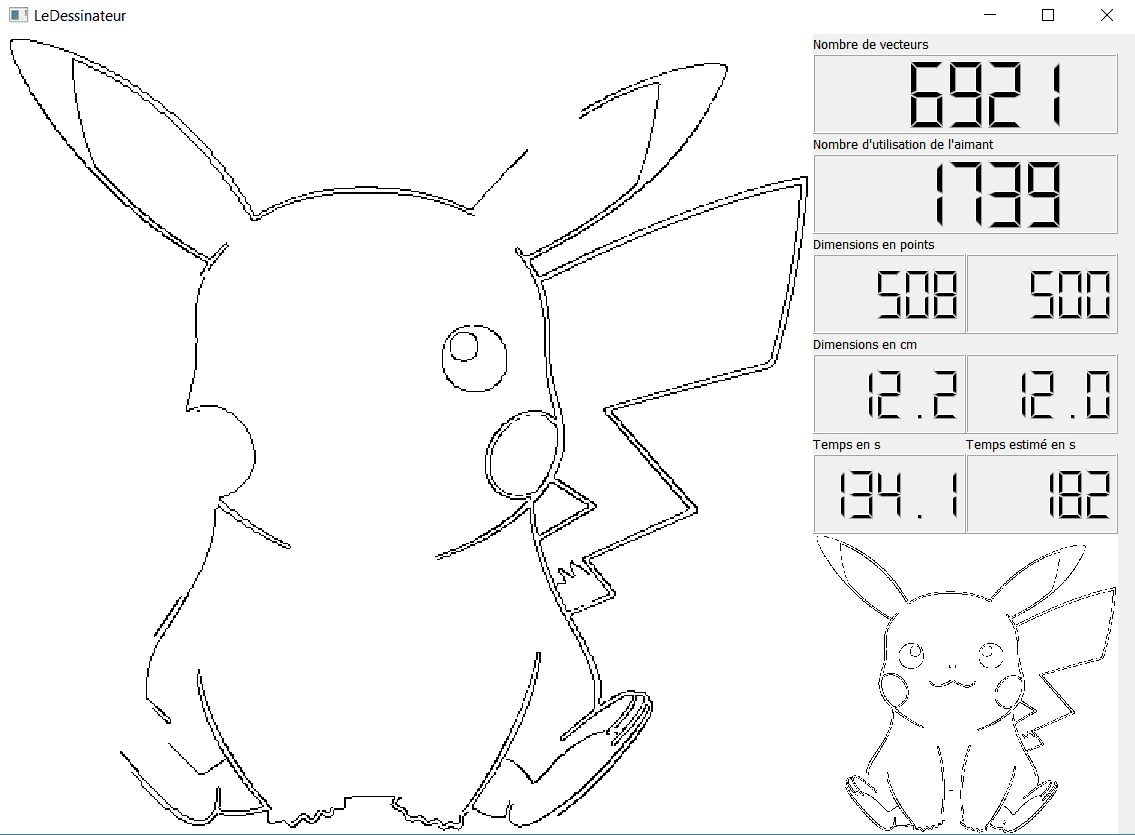 LeDessinateur
Nombre de vecteurs
6921
Nombre d'utilisation de l'aimant
1739
Dimensions en points
508 500
Dimensions en cm
12.2 12.0
Temps en s Temps estimé en s
134.1 182